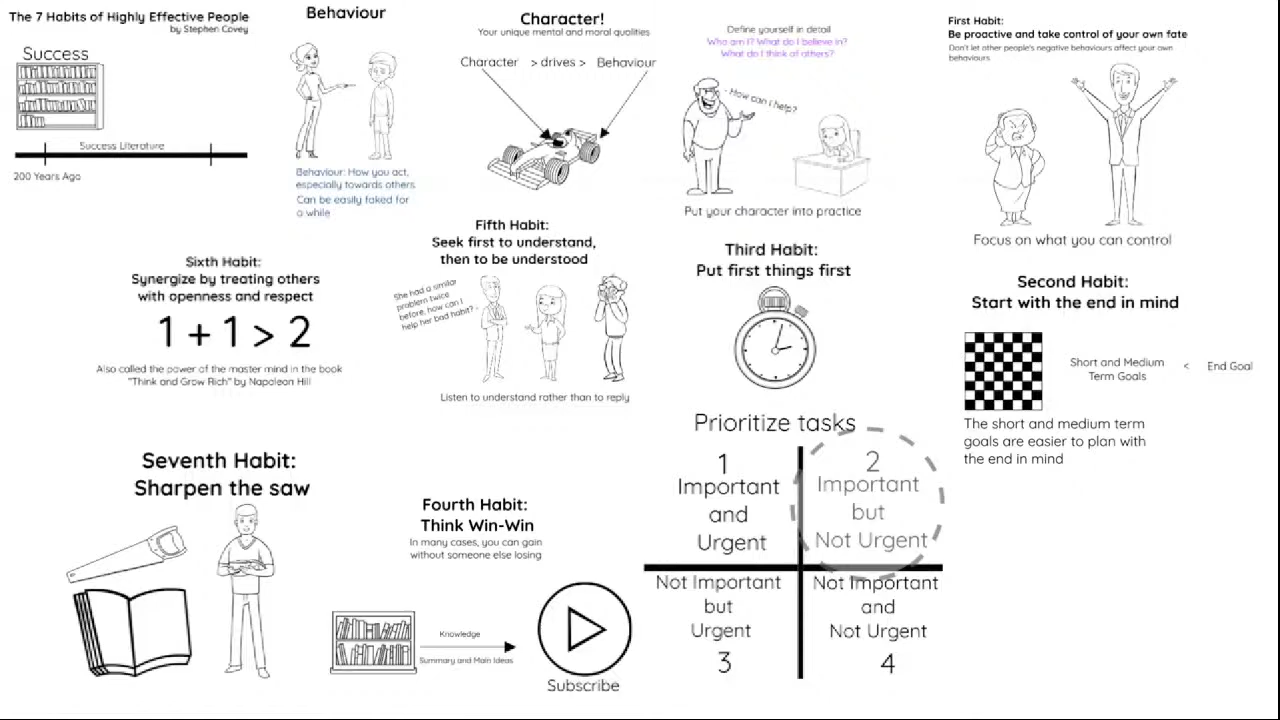 The 7 Habits of Highly Effective People
by Stephen Covey
Success
Success Literature
200 Years Ago
Behaviour
Behaviour: How you act,
especially towards others.
Can be easily faked for
a while
Character!
Your unique mental and moral qualities
Character > drives > Behaviour
Define yourself in detail
Who am I? What do I believe in?
What do I think of others?
- How can I help?
Put your character into practice
First Habit:
Be proactive and take control of your own fate
Don't let other people's negative behaviours affect your own
behaviours
Focus on what you can control
Second Habit:
Start with the end in mind
Short and Medium
Term Goals
<
End Goal
The short and medium term
goals are easier to plan with
the end in mind
Third Habit:
Put first things first
Prioritize tasks
1
Important
and
Urgent
2
Important
but
Not Urgent
Not Important
but
Urgent
3
Not Important
and
Not Urgent
4
Fourth Habit:
Think Win-Win
In many cases, you can gain
without someone else losing
Fifth Habit:
Seek first to understand,
then to be understood
She had a similar
problem twice
before, how can I
help her bad habit? -
Listen to understand rather than to reply
Sixth Habit:
Synergize by treating others
with openness and respect
1 + 1 > 2
Also called the power of the master mind in the book
"Think and Grow Rich" by Napoleon Hill
Seventh Habit:
Sharpen the saw
Knowledge
Summary and Main Ideas
Subscribe